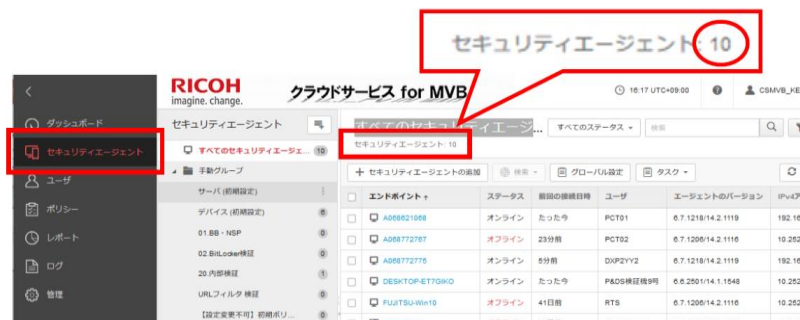 セキュリティエージェント: 10
RICOH
imagine. change.
クラウドサービス for MVB
16:17 UTC+09:00
CSMVB_KE
ダッシュボード
セキュリティエージェント
ユーザ
ポリシー
レポート
ログ
管理
セキュリティエージェント
すべてのセキュリティエージェ... 10
手動グループ
サーバ (初期設定)
デバイス (初期設定) 6
01.BB - NSP 0
02.BitLocker検証 0
20.内部検証 1
URLフィルタ 検証 0
【設定変更不可】初期ポリ... 0
すべてのセキュリティエージ...
すべてのステータス
検索
セキュリティエージェント: 10
+ セキュリティエージェントの追加
検索
グローバル設定
タスク
エンドポイント ↑ ステータス 前回の接続日時 ユーザ エージェントのバージョン IPv4ア
A068621068 オンライン たった今 PCT01 6.7.1218/14.2.1119 192.16
A068772767 オフライン 23分前 PCT02 6.7.1206/14.2.1116 10.252
A068772775 オンライン 5分前 DXP2YY2 6.7.1218/14.2.1119 192.16
DESKTOP-ET7GIKO オンライン たった今 P&DS検証機9号 6.6.2501/14.1.1548 10.252
FUJITSU-Win10 オフライン 41日前 RTS 6.7.1206/14.2.1116 10.252